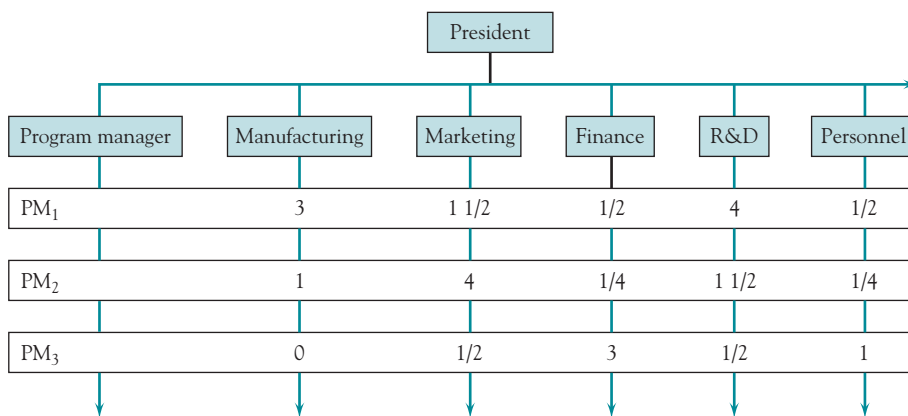 President
Program manager Manufacturing Marketing Finance R&D Personnel
PM₁ 3 1 1/2 1/2 4 1/2
PM₂ 1 4 1/4 1 1/2 1/4
PM₃ 0 1/2 3 1/2 1